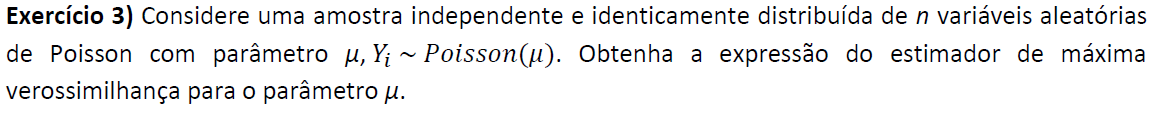 Exercício 3) Considere uma amostra independente e identicamente distribuída de n variáveis aleatórias
de Poisson com parâmetro μ, Yᵢ ~ Poisson(μ). Obtenha a expressão do estimador de máxima
verossimilhança para o parâmetro μ.